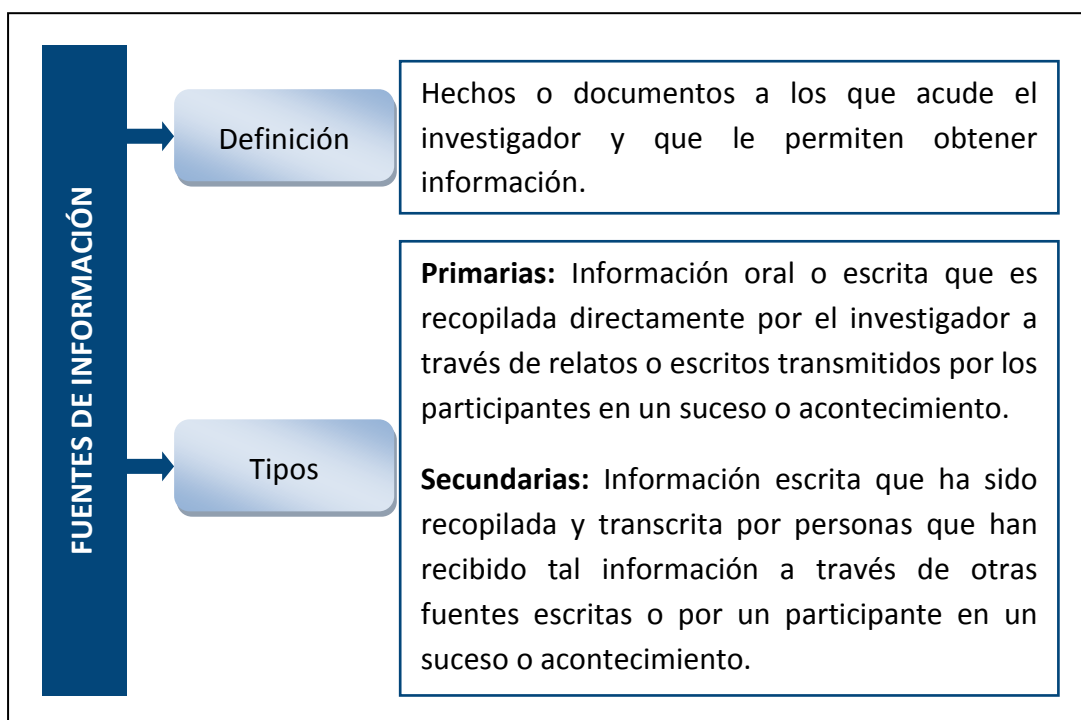 FUENTES DE INFORMACIÓN
Definición
Hechos o documentos a los que acude el
investigador y que le permiten obtener
información.
Tipos
Primarias: Información oral o escrita que es
recopilada directamente por el investigador a
través de relatos o escritos transmitidos por los
participantes en un suceso o acontecimiento.
Secundarias: Información escrita que ha sido
recopilada y transcrita por personas que han
recibido tal información a través de otras
fuentes escritas o por un participante en un
suceso o acontecimiento.